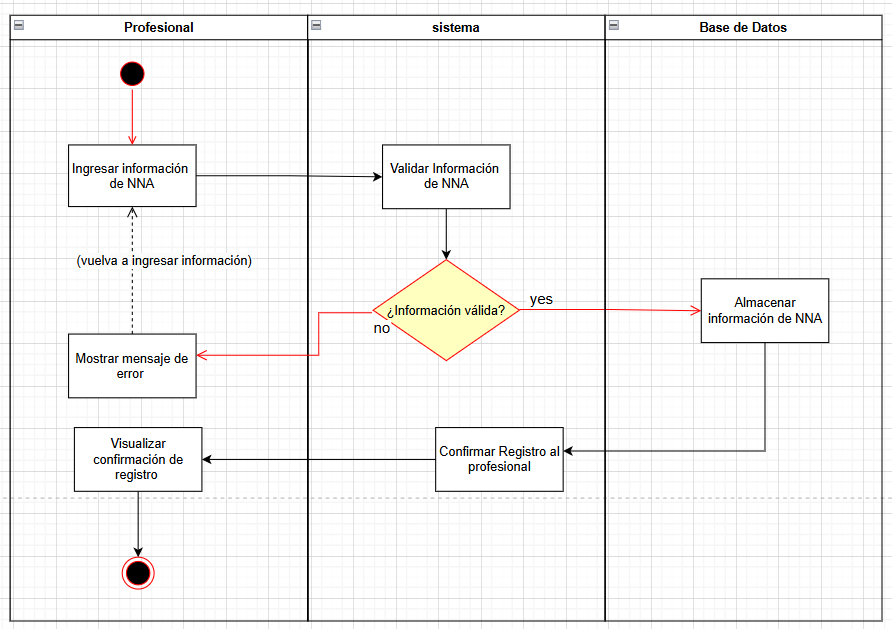 Profesional
sistema
Base de Datos
Ingresar información
de NNA
Validar Información
de NNA
(vuelva a ingresar información)
¿Información válida?
yes
no
Almacenar
información de NNA
Mostrar mensaje de
error
Visualizar
confirmación de
registro
Confirmar Registro al
profesional